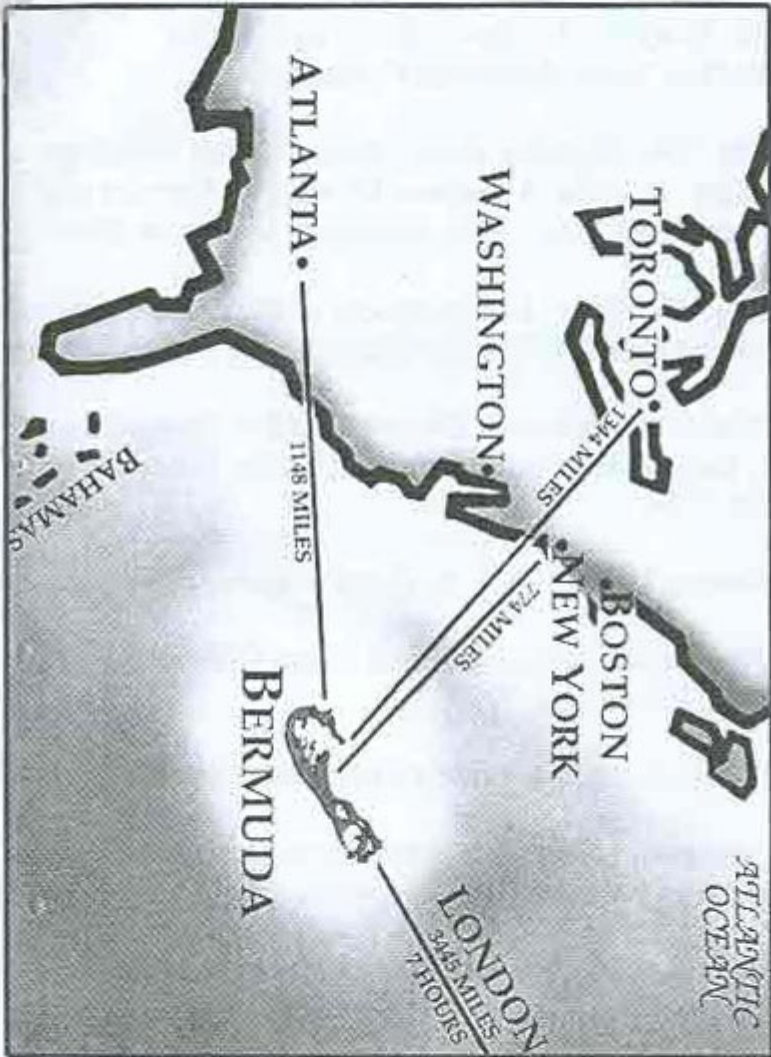 TORONTO
1344 MILES
WASHINGTON
ATLANTA
1148 MILES
BOSTON
NEW YORK
774 MILES
ATLANTIC
OCEAN
LONDON
3445 MILES
7 HOURS
BERMUDA
BAHAMAS